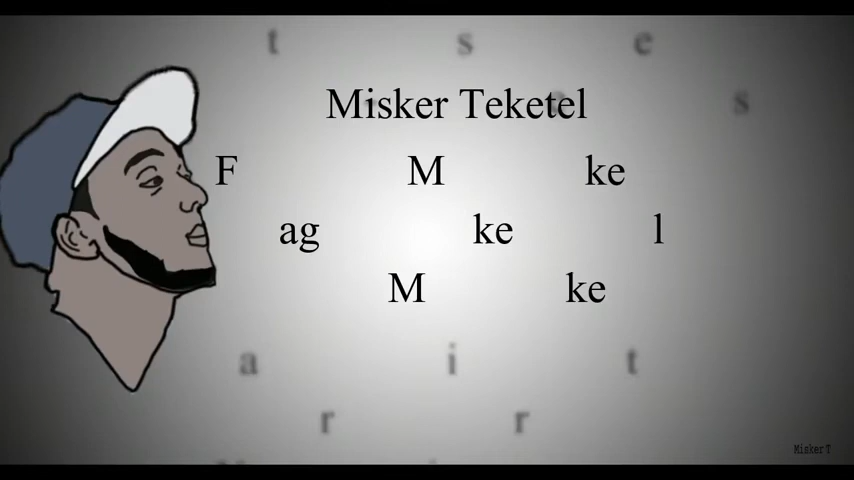 t s e
Misker Teketel
s
F M ke
ag ke l
M ke
a i t
r r
Misker T